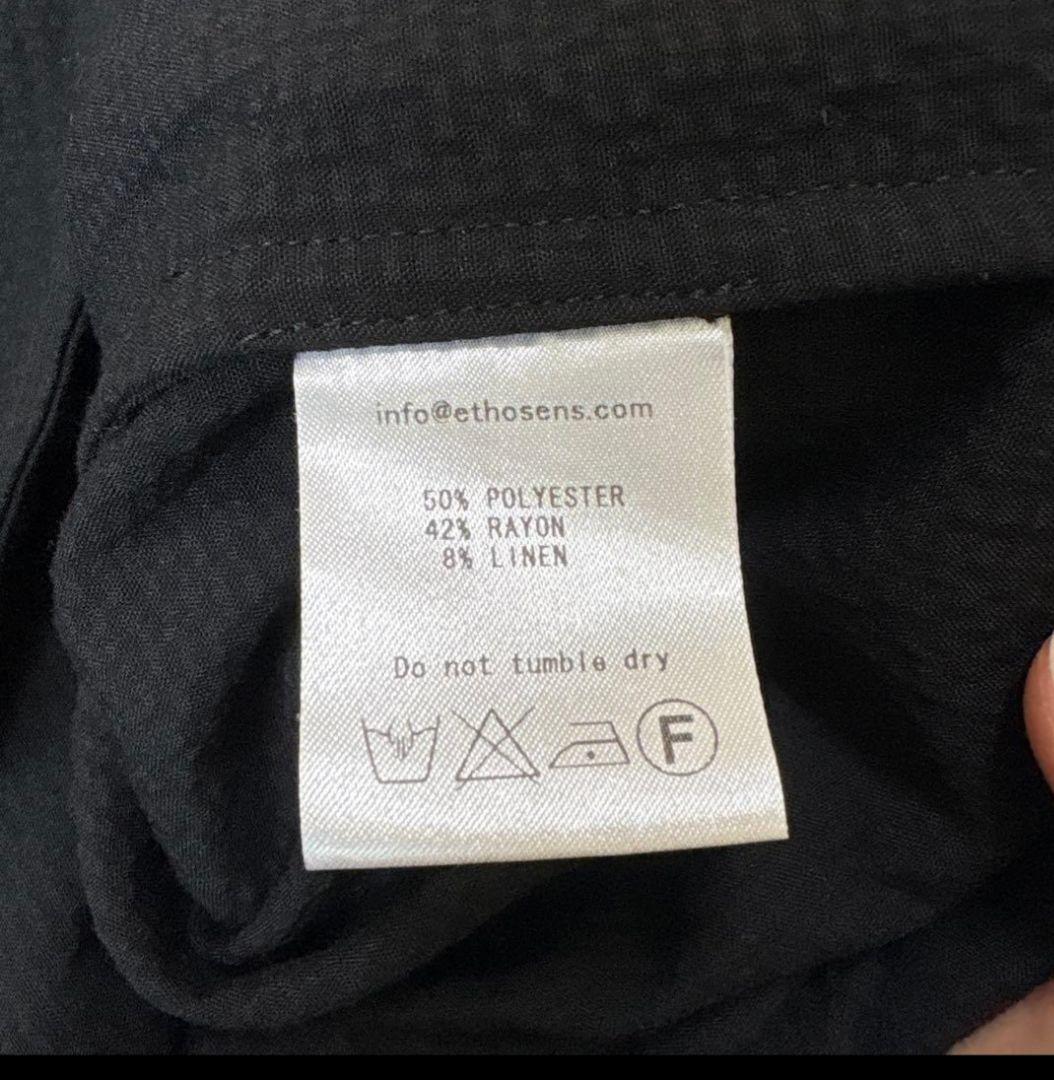 info@ethosens.com
50% POLYESTER
42% RAYON
8% LINEN
Do not tumble dry
F